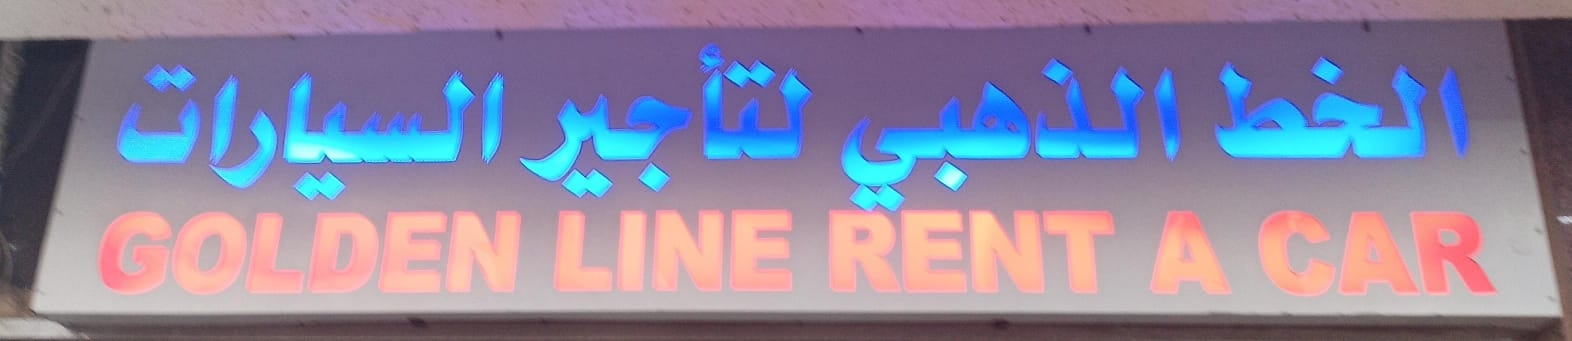 الخط الذهبي لتأجير السيارات
GOLDEN LINE RENT A CAR